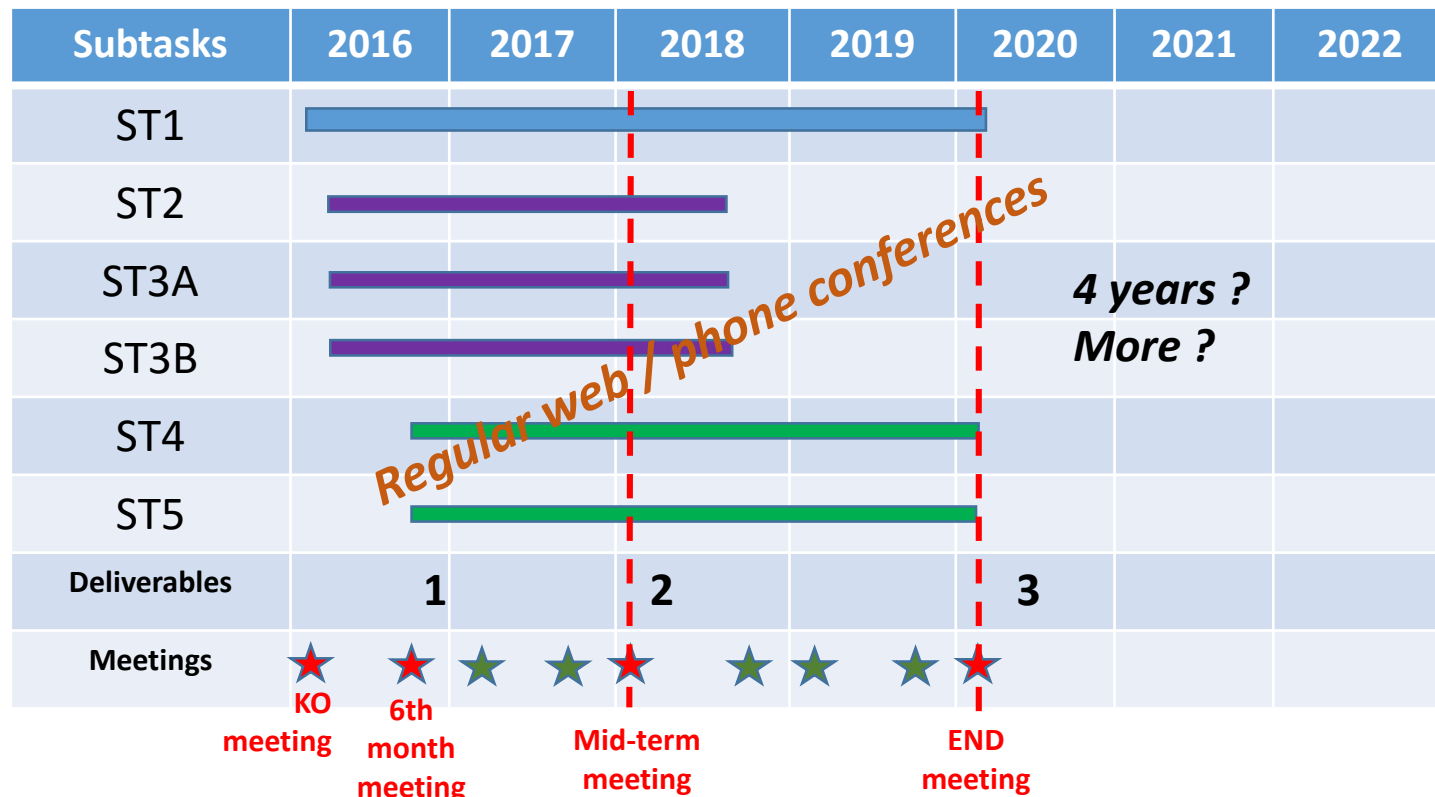 Subtasks 2016 2017 2018 2019 2020 2021 2022
ST1
ST2
ST3A
ST3B
ST4
ST5
Regular web / phone conferences
4 years ?
More ?
Deliverables 1 2 3
Meetings
KO
meeting
6th
month
meeting
Mid-term
meeting
END
meeting